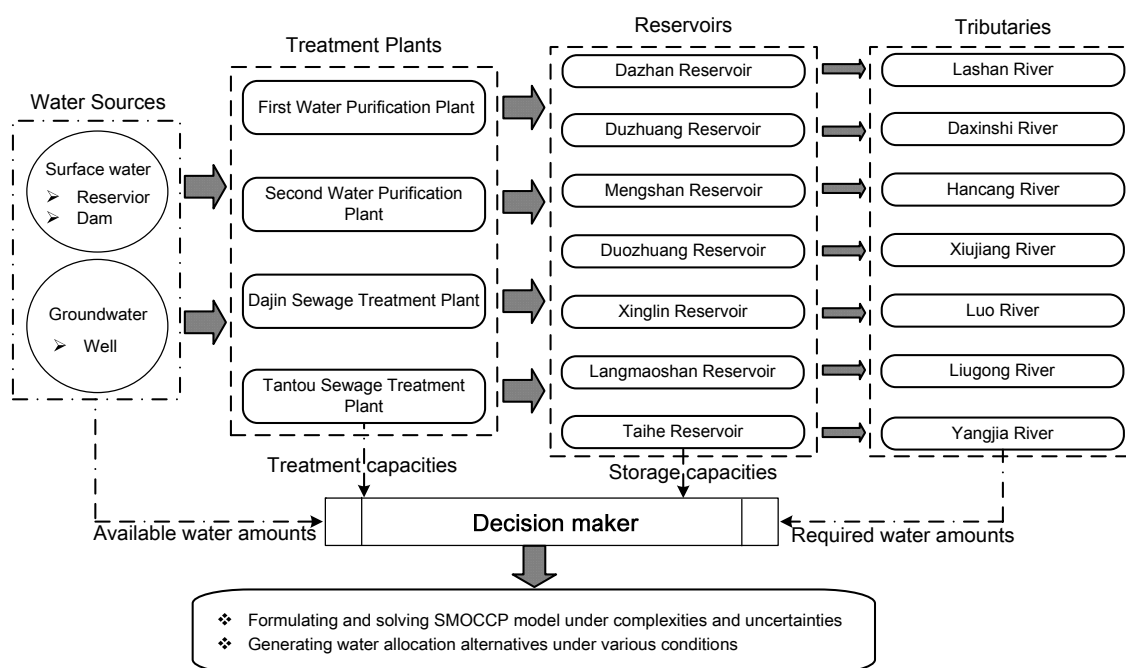 Water Sources
Surface water
➢ Reservior
➢ Dam
Groundwater
➢ Well
Treatment Plants
First Water Purification Plant
Second Water Purification
Plant
Dajin Sewage Treatment Plant
Tantou Sewage Treatment
Plant
Reservoirs
Dazhan Reservoir
Duzhuang Reservoir
Mengshan Reservoir
Duozhuang Reservoir
Xinglin Reservoir
Langmaoshan Reservoir
Taihe Reservoir
Tributaries
Lashan River
Daxinshi River
Hancang River
Xiujiang River
Luo River
Liugong River
Yangjia River
Available water amounts
Treatment capacities
Storage capacities
Required water amounts
Decision maker
❖ Formulating and solving SMOCCP model under complexities and uncertainties
❖ Generating water allocation alternatives under various conditions